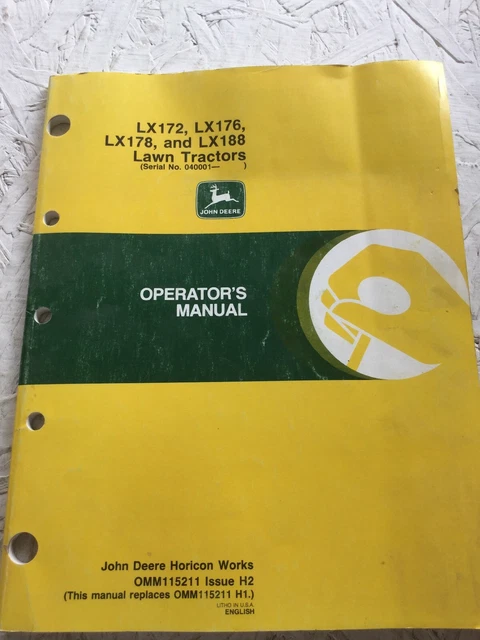 LX172, LX176,
LX178, and LX188
Lawn Tractors
(Serial No. 040001— )
JOHN DEERE
OPERATOR'S
MANUAL
John Deere Horicon Works
OMM115211 Issue H2
(This manual replaces OMM115211 H1.)
LITHO IN U.S.A.
ENGLISH